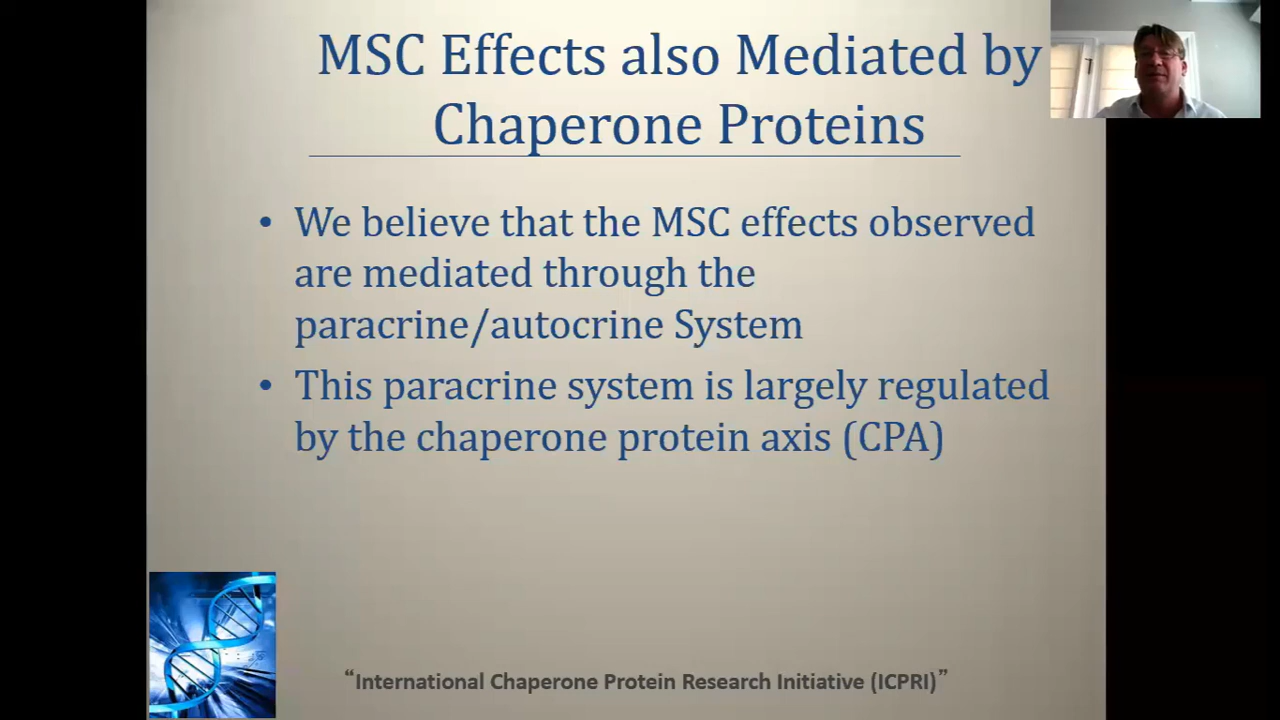 MSC Effects also Mediated by
Chaperone Proteins
• We believe that the MSC effects observed
are mediated through the
paracrine/autocrine System
• This paracrine system is largely regulated
by the chaperone protein axis (CPA)
“International Chaperone Protein Research Initiative (ICPRI)”